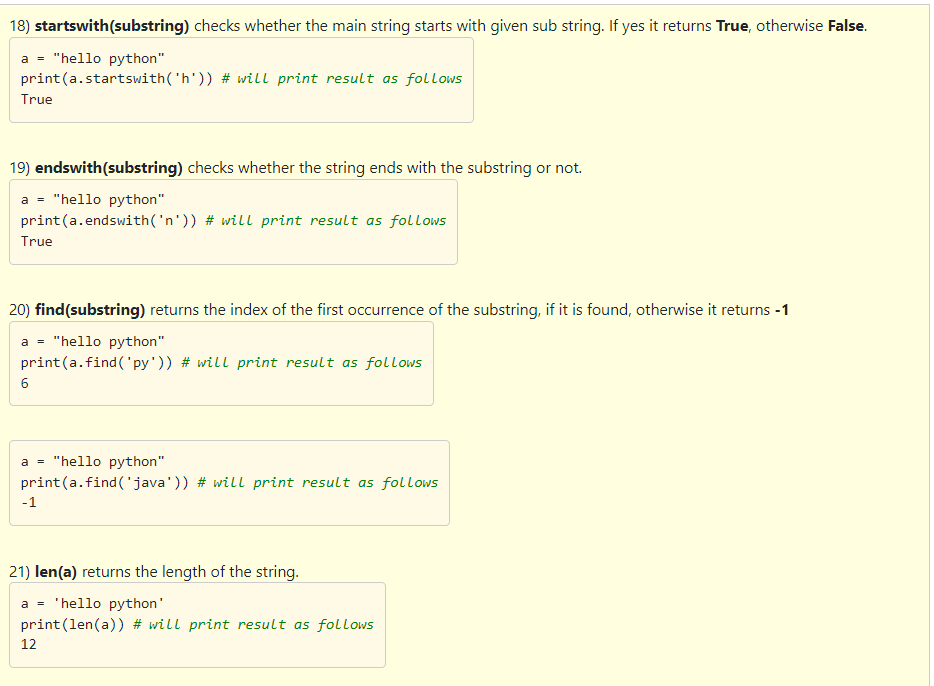 18) startswith(substring) checks whether the main string starts with given sub string. If yes it returns True, otherwise False.
a = "hello python"
print(a.startswith('h')) # will print result as follows
True
19) endswith(substring) checks whether the string ends with the substring or not.
a = "hello python"
print(a.endswith('n')) # will print result as follows
True
20) find(substring) returns the index of the first occurrence of the substring, if it is found, otherwise it returns -1
a = "hello python"
print(a.find('py')) # will print result as follows
6
a = "hello python"
print(a.find('java')) # will print result as follows
-1
21) len(a) returns the length of the string.
a = 'hello python'
print(len(a)) # will print result as follows
12